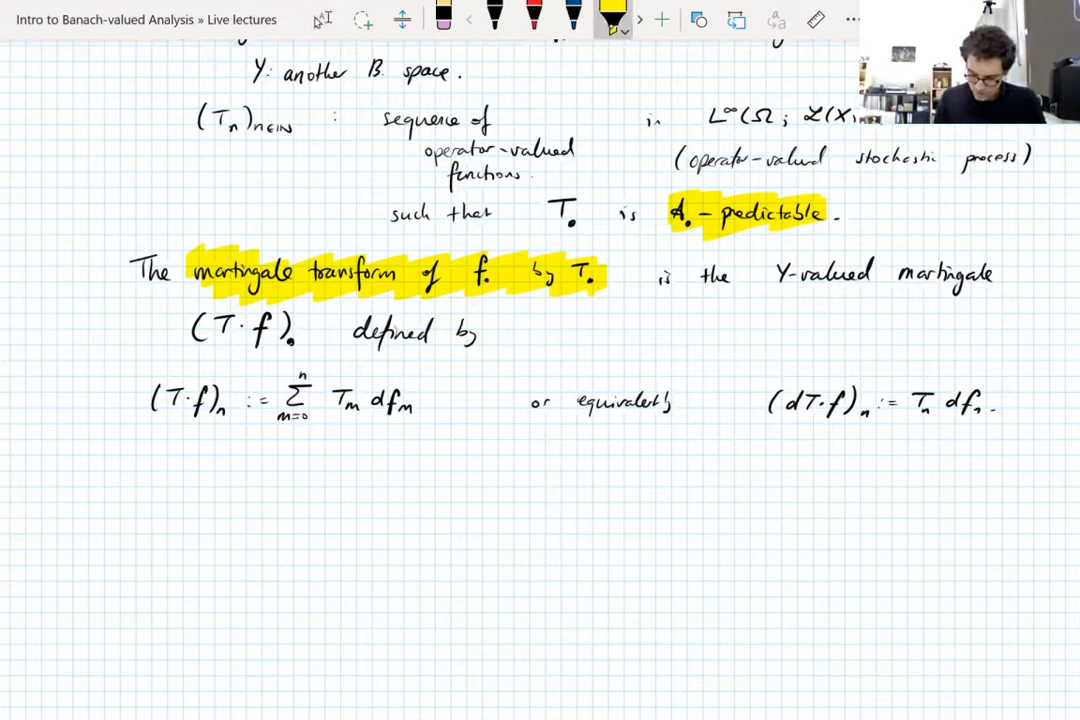 Intro to Banach-valued Analysis » Live lectures
Y: another B. space.
(Tₙ)ₙ∈ℕ : sequence of in L^∞(Ω; ℒ(X,
operator-valued (operator-valued stochastic process)
functions.
such that T. is A. - predictable.
The martingale transform of f. by T. is the Y-valued martingale
(T·f). defined by
(T·f)ₙ := Σ_{m=0}^{n} Tₘ dfₘ or equivalently (dT·f)ₙ := Tₙ dfₙ.